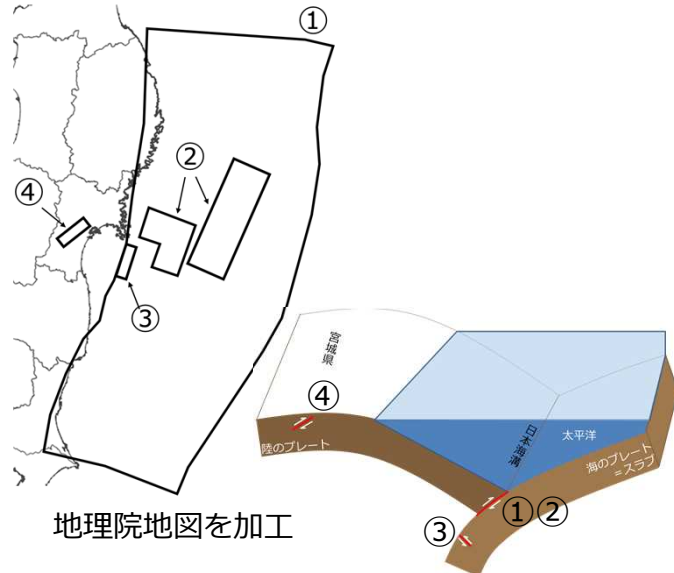 ①
②
④
③
地理院地図を加工
宮城県
④
陸のプレート
日本海溝
太平洋
海のプレート
=スラブ
①②
③